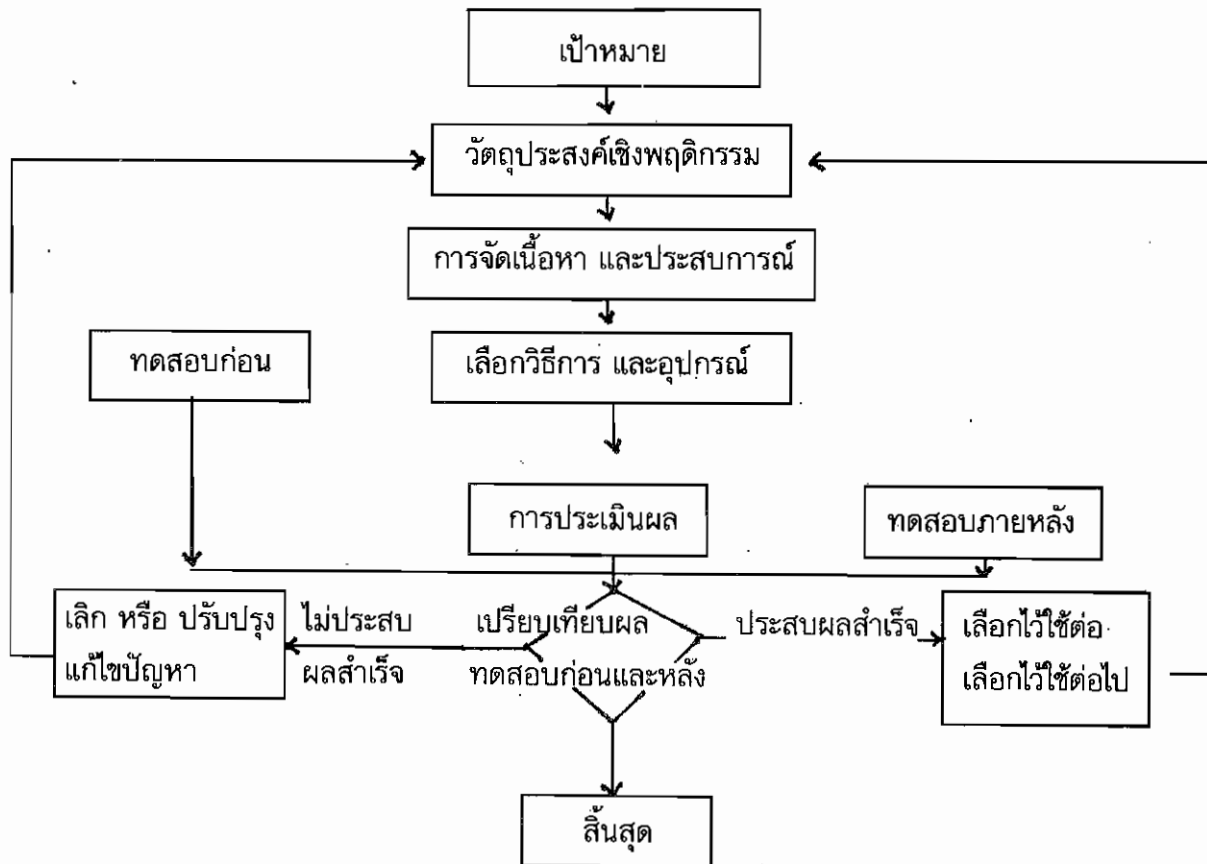 เป้าหมาย
วัตถุประสงค์เชิงพฤติกรรม
การจัดเนื้อหา และประสบการณ์
ทดสอบก่อน
เลือกวิธีการ และอุปกรณ์
การประเมินผล
ทดสอบภายหลัง
เลิก หรือ ปรับปรุง
แก้ไขปัญหา
ไม่ประสบ
ผลสำเร็จ
เปรียบเทียบผล
ทดสอบก่อนและหลัง
ประสบผลสำเร็จ
เลือกไว้ใช้ต่อ
เลือกไว้ใช้ต่อไป
สิ้นสุด